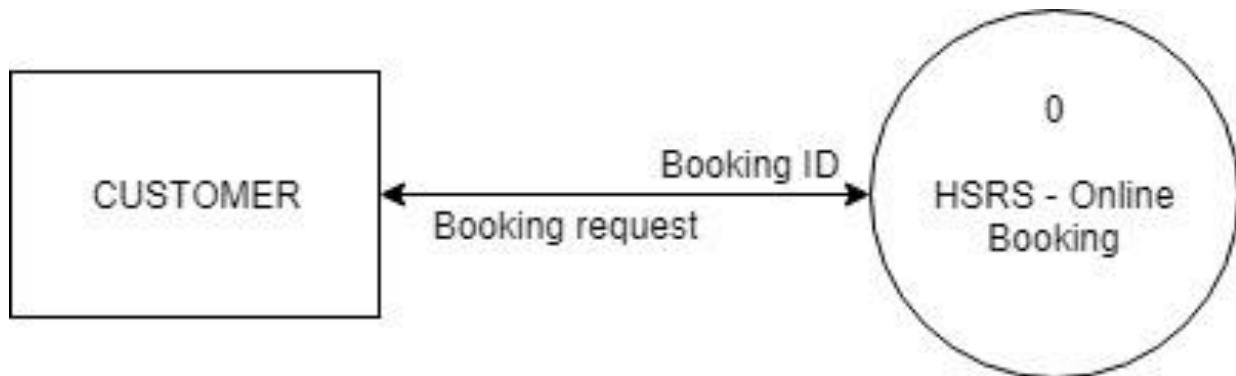 CUSTOMER
Booking ID
Booking request
0
HSRS - Online
Booking